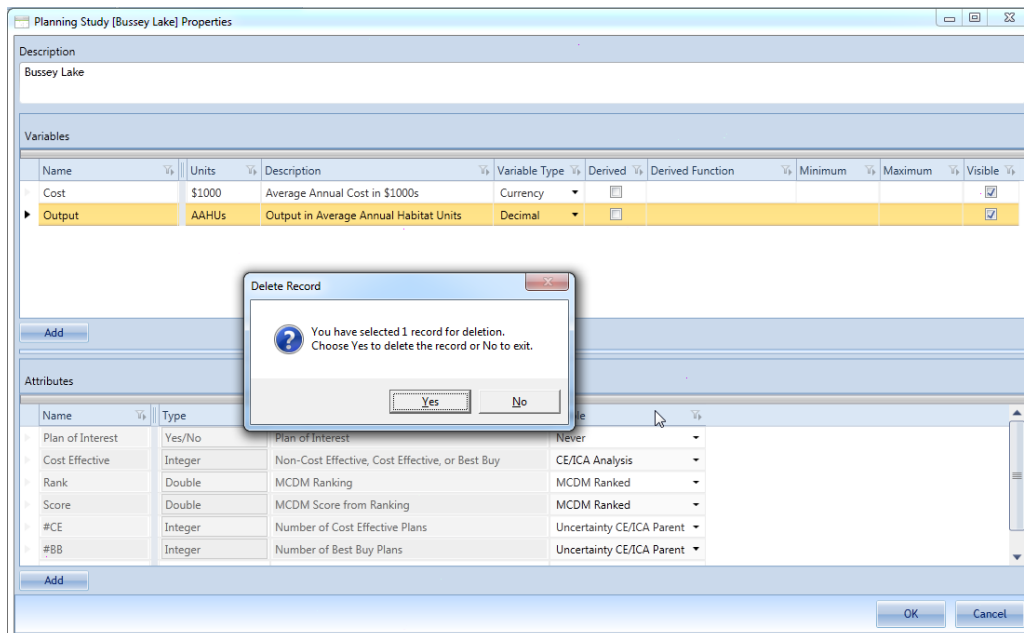 Planning Study [Bussey Lake] Properties
Description
Bussey Lake
Variables
Name Units Description Variable Type Derived Derived Function Minimum Maximum Visible
Cost $1000 Average Annual Cost in $1000s Currency
Output AAHUs Output in Average Annual Habitat Units Decimal
Delete Record
You have selected 1 record for deletion.
Choose Yes to delete the record or No to exit.
Yes No
Add
Attributes
Name Type
Plan of Interest Yes/No Plan of Interest Never
Cost Effective Integer Non-Cost Effective, Cost Effective, or Best Buy CE/ICA Analysis
Rank Double MCDM Ranking MCDM Ranked
Score Double MCDM Score from Ranking MCDM Ranked
#CE Integer Number of Cost Effective Plans Uncertainty CE/ICA Parent
#BB Integer Number of Best Buy Plans Uncertainty CE/ICA Parent
Add
OK Cancel